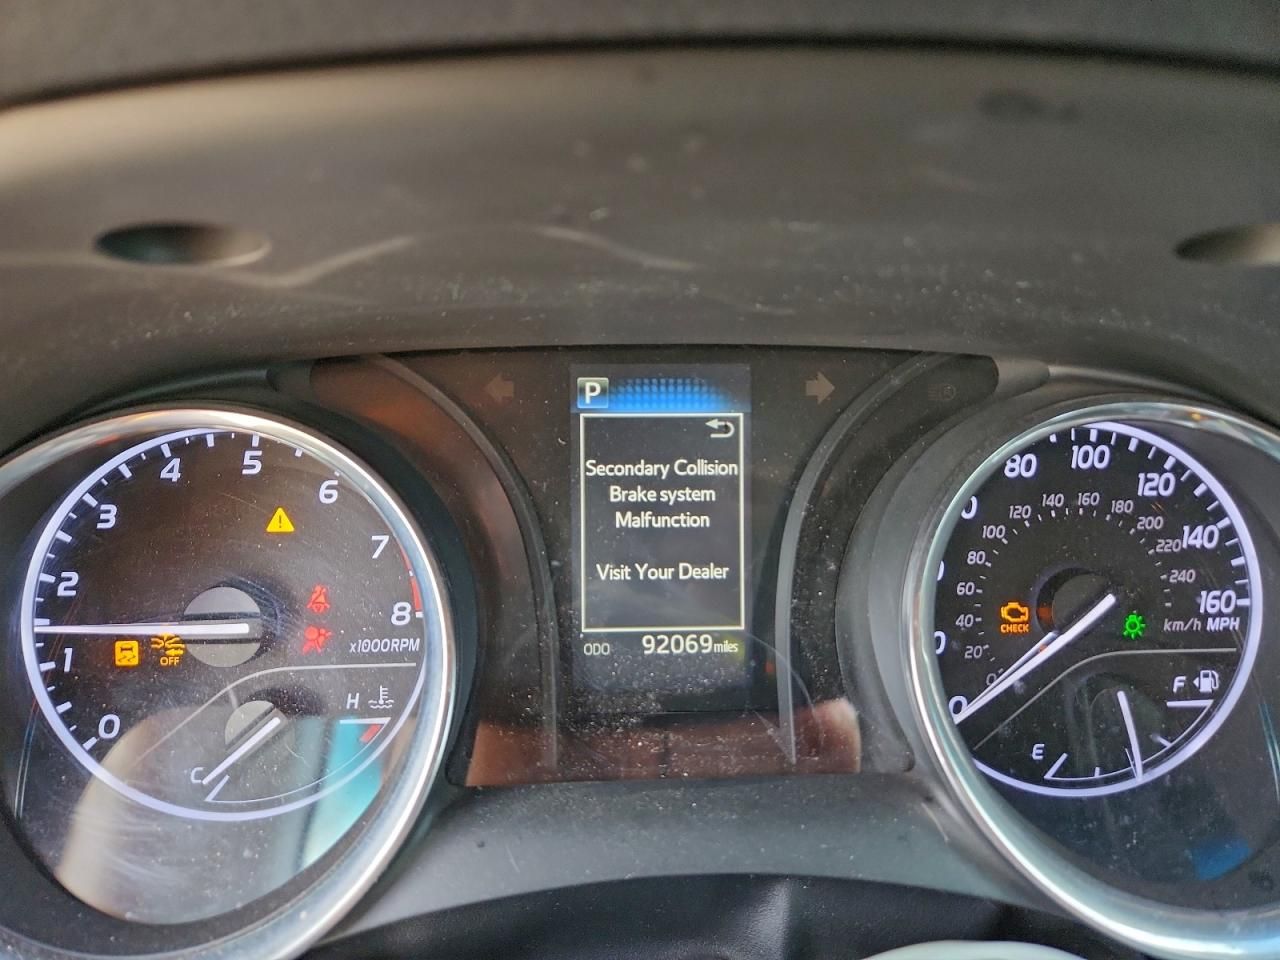 P
Secondary Collision
Brake system
Malfunction
Visit Your Dealer
ODO 92069 miles
0
1
2
3
4
5
6
7
8
x1000RPM
OFF
H
C
0
80
100
120
140
160
km/h MPH
0
20
40
60
80
100
120
140
160
180
200
220
240
CHECK
F
E